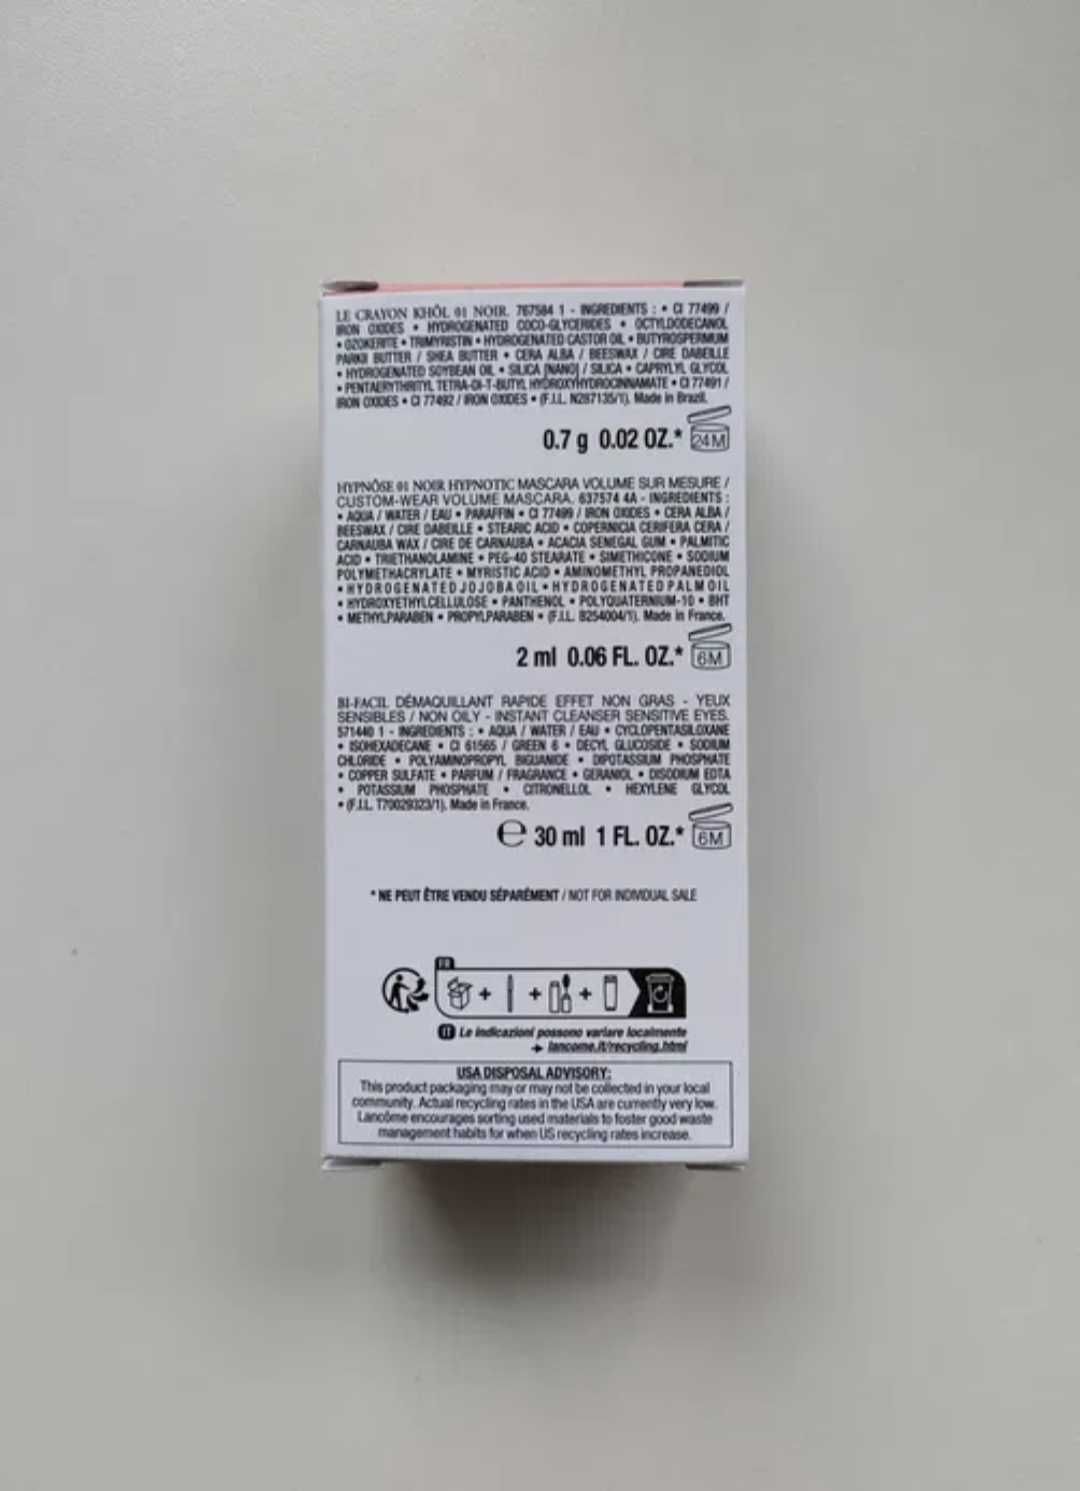 LE CRAYON KHÔL 01 NOIR. 767584 1 - INGREDIENTS : • CI 77499 /
IRON OXIDES • HYDROGENATED COCO-GLYCERIDES • OCTYLDODECANOL
• OZOKERITE • TRIMYRISTIN • HYDROGENATED CASTOR OIL • BUTYROSPERMUM
PARKII BUTTER / SHEA BUTTER • CERA ALBA / BEESWAX / CIRE DABEILLE
• HYDROGENATED SOYBEAN OIL • SILICA [NANO] / SILICA • CAPRYLYL GLYCOL
• PENTAERYTHRITYL TETRA-DI-T-BUTYL HYDROXYHYDROCINNAMATE • CI 77491 /
IRON OXIDES • CI 77492 / IRON OXIDES • (F.I.L. N287135/1). Made in Brazil.
0.7 g 0.02 OZ.* 24M
HYPNÔSE 01 NOIR HYPNOTIC MASCARA VOLUME SUR MESURE /
CUSTOM-WEAR VOLUME MASCARA. 637574 4A - INGREDIENTS :
• AQUA / WATER / EAU • PARAFFIN • CI 77499 / IRON OXIDES • CERA ALBA /
BEESWAX / CIRE DABEILLE • STEARIC ACID • COPERNICIA CERIFERA CERA /
CARNAUBA WAX / CIRE DE CARNAUBA • ACACIA SENEGAL GUM • PALMITIC
ACID • TRIETHANOLAMINE • PEG-40 STEARATE • SIMETHICONE • SODIUM
POLYMETHACRYLATE • MYRISTIC ACID • AMINOMETHYL PROPANEDIOL
• HYDROGENATED JOJOBA OIL • HYDROGENATED PALM OIL
• HYDROXYETHYLCELLULOSE • PANTHENOL • POLYQUATERNIUM-10 • BHT
• METHYLPARABEN • PROPYLPARABEN • (F.I.L. B254004/1). Made in France.
2 ml 0.06 FL. OZ.* 6M
BI-FACIL DÉMAQUILLANT RAPIDE EFFET NON GRAS - YEUX
SENSIBLES / NON OILY - INSTANT CLEANSER SENSITIVE EYES.
571440 1 - INGREDIENTS : • AQUA / WATER / EAU • CYCLOPENTASILOXANE
• ISOHEXADECANE • CI 61565 / GREEN 6 • DECYL GLUCOSIDE • SODIUM
CHLORIDE • POLYAMINOPROPYL BIGUANIDE • DIPOTASSIUM PHOSPHATE
• COPPER SULFATE • PARFUM / FRAGRANCE • GERANIOL • DISODIUM EDTA
• POTASSIUM PHOSPHATE • CITRONELLOL • HEXYLENE GLYCOL
• (F.I.L. T70029323/1). Made in France.
℮ 30 ml 1 FL. OZ.* 6M
* NE PEUT ÊTRE VENDU SÉPARÉMENT / NOT FOR INDIVIDUAL SALE
FR
+ + +
IT Le indicazioni possono variare localmente
→ lancome.it/recycling.html
USA DISPOSAL ADVISORY:
This product packaging may or may not be collected in your local
community. Actual recycling rates in the USA are currently very low.
Lancôme encourages sorting used materials to foster good waste
management habits for when US recycling rates increase.